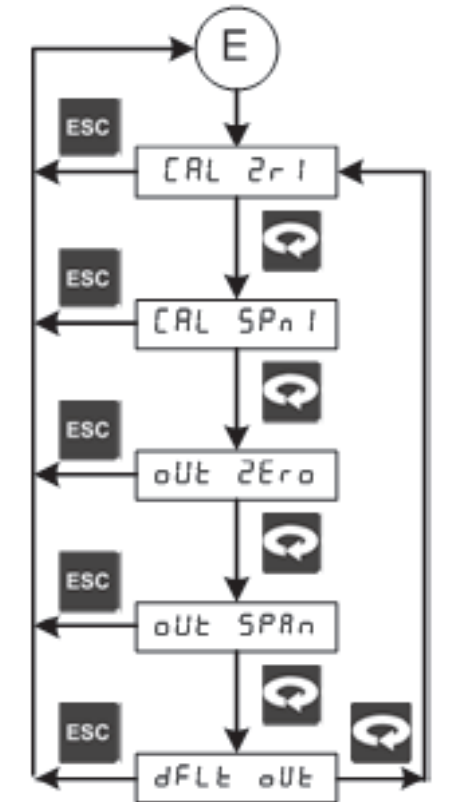 E
ESC
CAL 2r1
ESC
CAL SPn1
ESC
oUt 2Ero
ESC
oUt SPAn
ESC
dFLt oUt